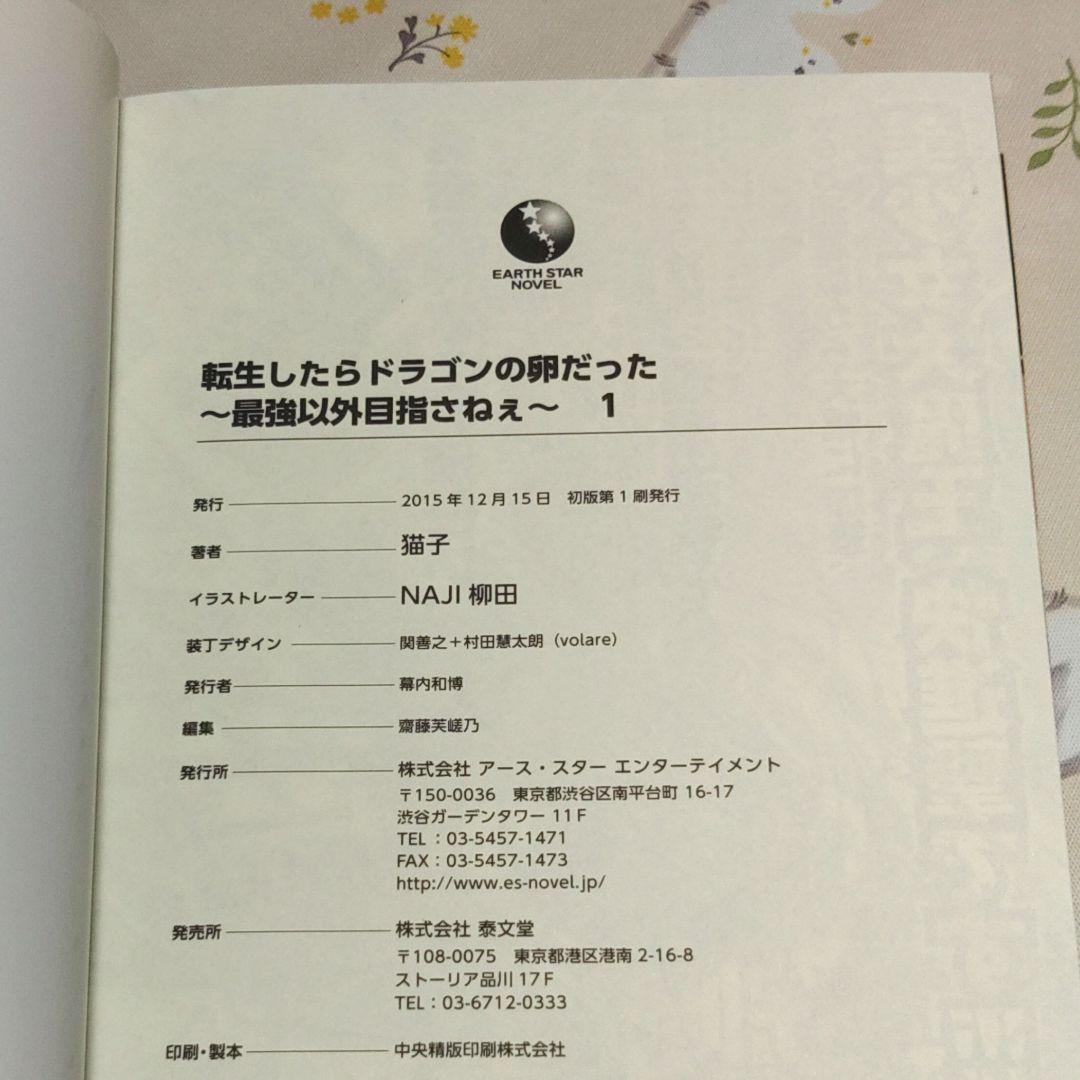 EARTH STAR
NOVEL
転生したらドラゴンの卵だった
～最強以外目指さねぇ～　1
発行 2015年12月15日　初版第1刷発行
著者 猫子
イラストレーター NAJI柳田
装丁デザイン 関善之＋村田慧太朗（volare）
発行者 幕内和博
編集 齋藤芙嵯乃
発行所 株式会社 アース・スター エンターテイメント
〒150-0036　東京都渋谷区南平台町 16-17
渋谷ガーデンタワー 11F
TEL：03-5457-1471
FAX：03-5457-1473
http://www.es-novel.jp/
発売所 株式会社 泰文堂
〒108-0075　東京都港区港南 2-16-8
ストーリア品川 17F
TEL：03-6712-0333
印刷・製本 中央精版印刷株式会社